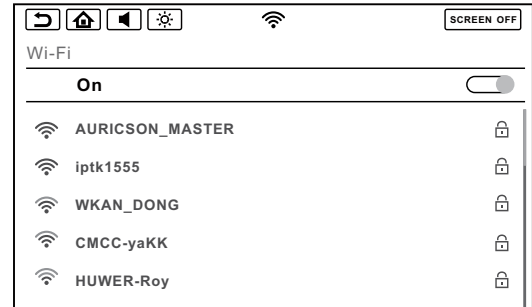 SCREEN OFF
Wi-Fi
On
AURICSON_MASTER
iptk1555
WKAN_DONG
CMCC-yaKK
HUWER-Roy